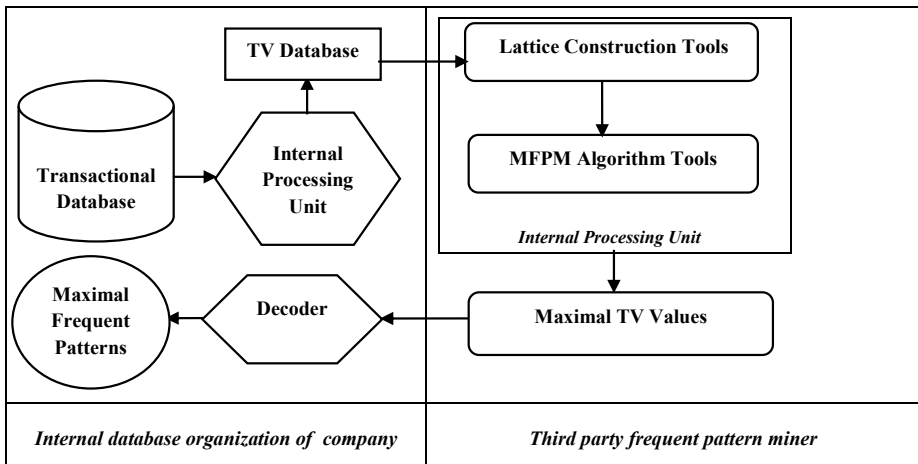 TV Database
Lattice Construction Tools
Transactional
Database
Internal
Processing
Unit
MFPM Algorithm Tools
Internal Processing Unit
Maximal
Frequent
Patterns
Decoder
Maximal TV Values
Internal database organization of company
Third party frequent pattern miner